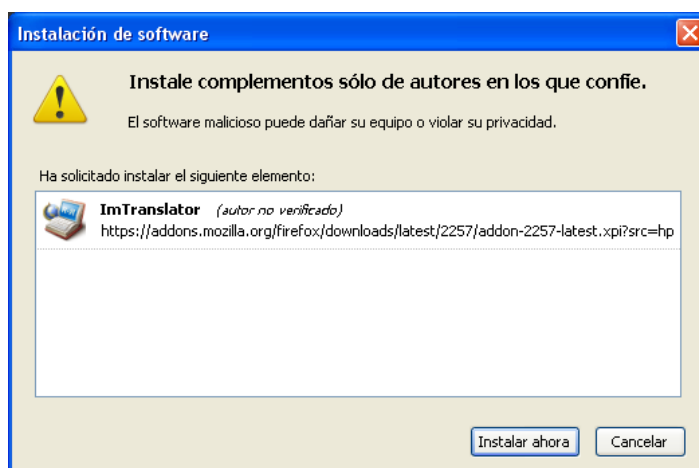 Instalación de software
Instale complementos sólo de autores en los que confíe.
El software malicioso puede dañar su equipo o violar su privacidad.
Ha solicitado instalar el siguiente elemento:
ImTranslator (autor no verificado)
https://addons.mozilla.org/firefox/downloads/latest/2257/addon-2257-latest.xpi?src=hp
Instalar ahora Cancelar